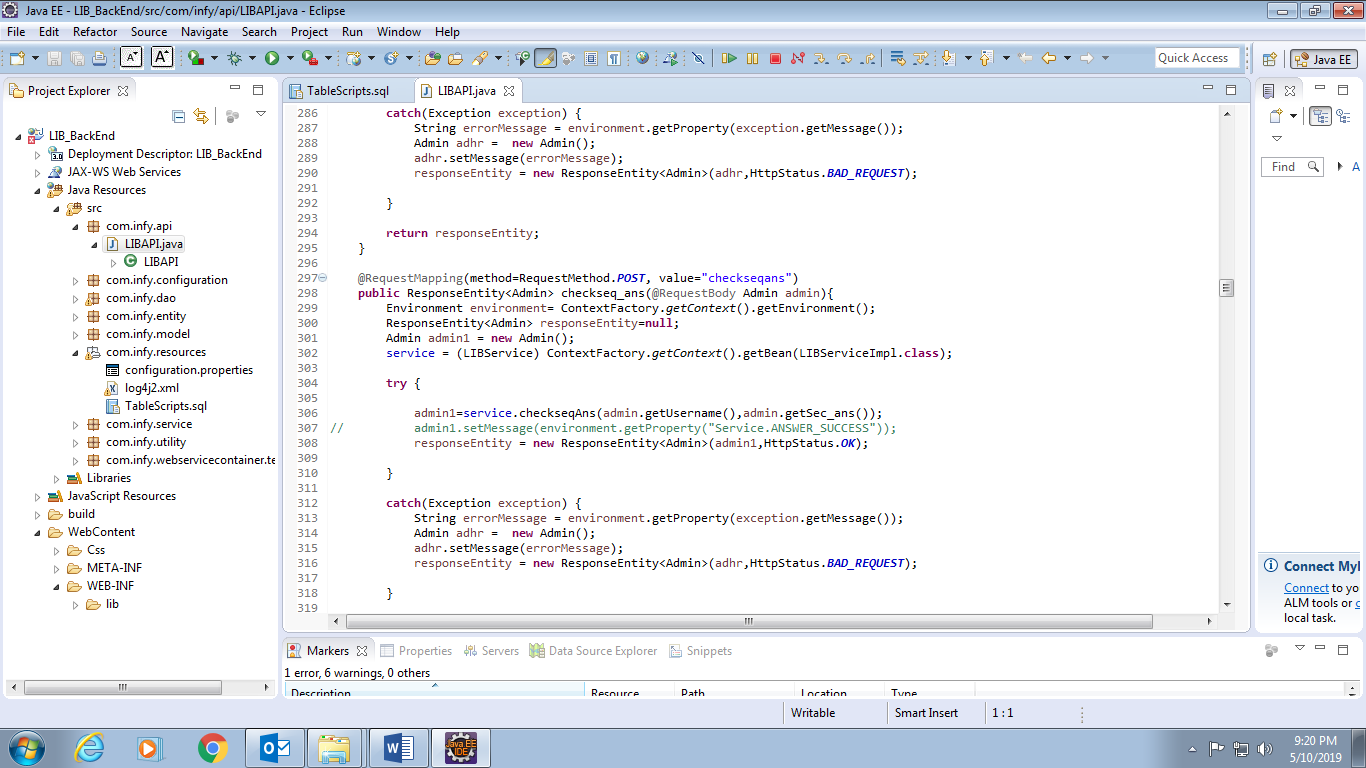 Java EE - LIB_BackEnd/src/com/infy/api/LIBAPI.java - Eclipse
File Edit Refactor Source Navigate Search Project Run Window Help
Quick Access
Java EE
Project Explorer
LIB_BackEnd
Deployment Descriptor: LIB_BackEnd
JAX-WS Web Services
Java Resources
src
com.infy.api
LIBAPI.java
LIBAPI
com.infy.configuration
com.infy.dao
com.infy.entity
com.infy.model
com.infy.resources
configuration.properties
log4j2.xml
TableScripts.sql
com.infy.service
com.infy.utility
com.infy.webservicecontainer.te
Libraries
JavaScript Resources
build
WebContent
Css
META-INF
WEB-INF
lib
TableScripts.sql LIBAPI.java
286 catch(Exception exception) {
287 String errorMessage = environment.getProperty(exception.getMessage());
288 Admin adhr =  new Admin();
289 adhr.setMessage(errorMessage);
290 responseEntity = new ResponseEntity<Admin>(adhr,HttpStatus.BAD_REQUEST);
291
292 }
293
294 return responseEntity;
295 }
296
297 @RequestMapping(method=RequestMethod.POST, value="checkseqans")
298 public ResponseEntity<Admin> checkseq_ans(@RequestBody Admin admin){
299 Environment environment= ContextFactory.getContext().getEnvironment();
300 ResponseEntity<Admin> responseEntity=null;
301 Admin admin1 = new Admin();
302 service = (LIBService) ContextFactory.getContext().getBean(LIBServiceImpl.class);
303
304 try {
305
306 admin1=service.checkseqAns(admin.getUsername(),admin.getSec_ans());
307 // admin1.setMessage(environment.getProperty("Service.ANSWER_SUCCESS"));
308 responseEntity = new ResponseEntity<Admin>(admin1,HttpStatus.OK);
309
310 }
311
312 catch(Exception exception) {
313 String errorMessage = environment.getProperty(exception.getMessage());
314 Admin adhr =  new Admin();
315 adhr.setMessage(errorMessage);
316 responseEntity = new ResponseEntity<Admin>(adhr,HttpStatus.BAD_REQUEST);
317
318 }
319
Find
A
Connect Myl
Connect to yo
ALM tools or c
local task.
Markers Properties Servers Data Source Explorer Snippets
1 error, 6 warnings, 0 others
Description Resource Path Location Type
Writable Smart Insert 1 : 1
9:20 PM
5/10/2019